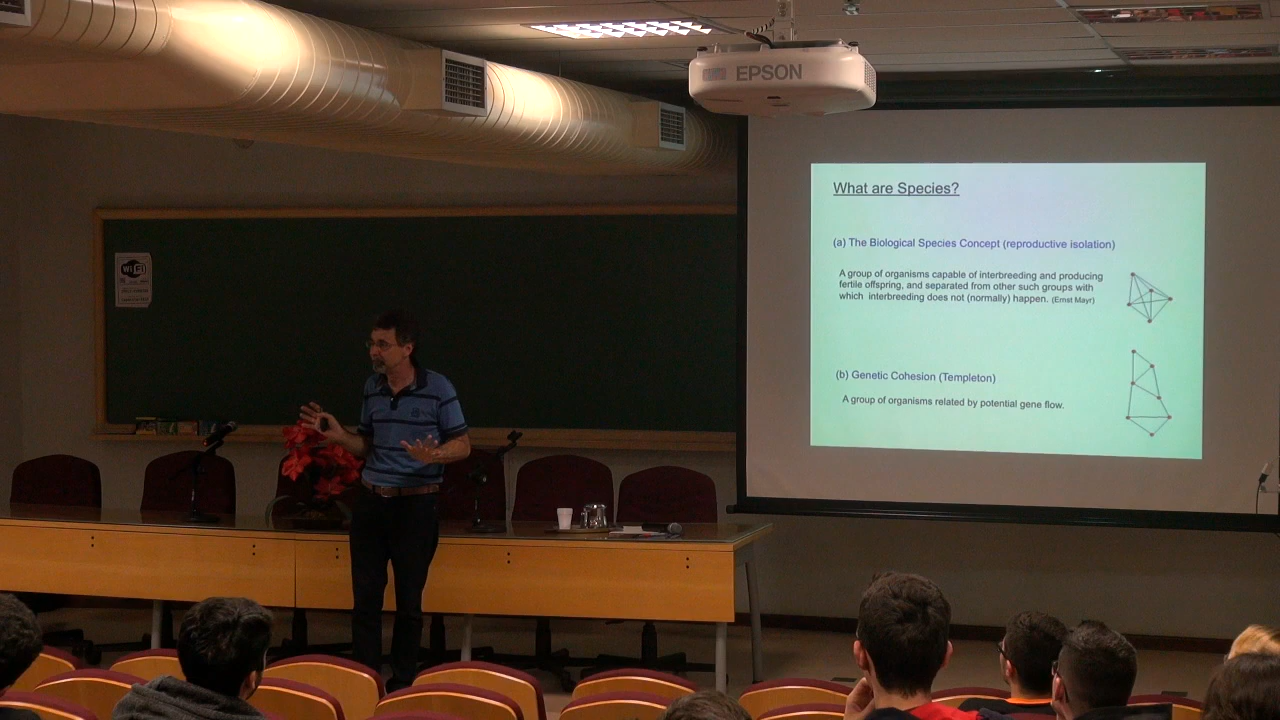 EPSON
WiFi
What are Species?
(a) The Biological Species Concept (reproductive isolation)
A group of organisms capable of interbreeding and producing
fertile offspring, and separated from other such groups with
which interbreeding does not (normally) happen. (Ernst Mayr)
(b) Genetic Cohesion (Templeton)
A group of organisms related by potential gene flow.